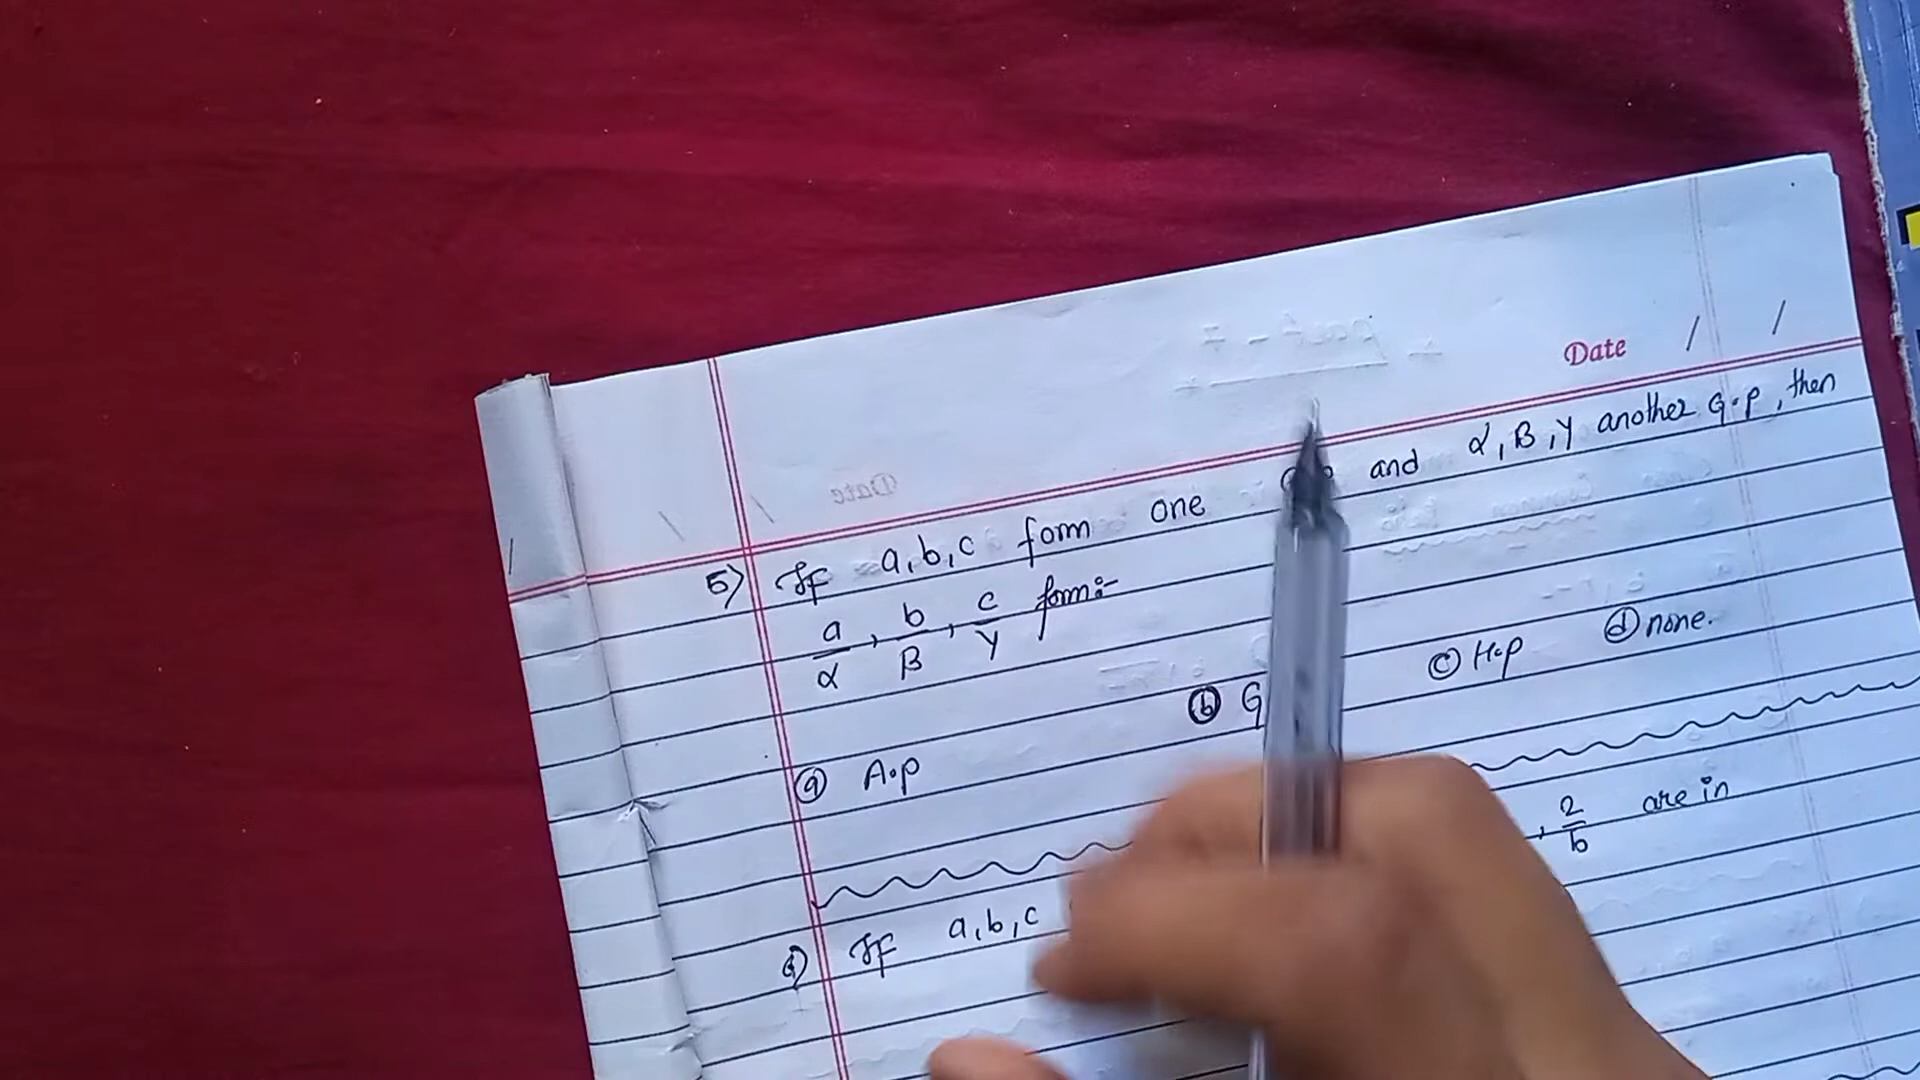 Date / /
5) If a,b,c form one and α,β,γ another G.P, then
a/α, b/β, c/γ form:-
(a) A.P (b) G (c) H.P (d) none.
If a,b,c , 2/b are in